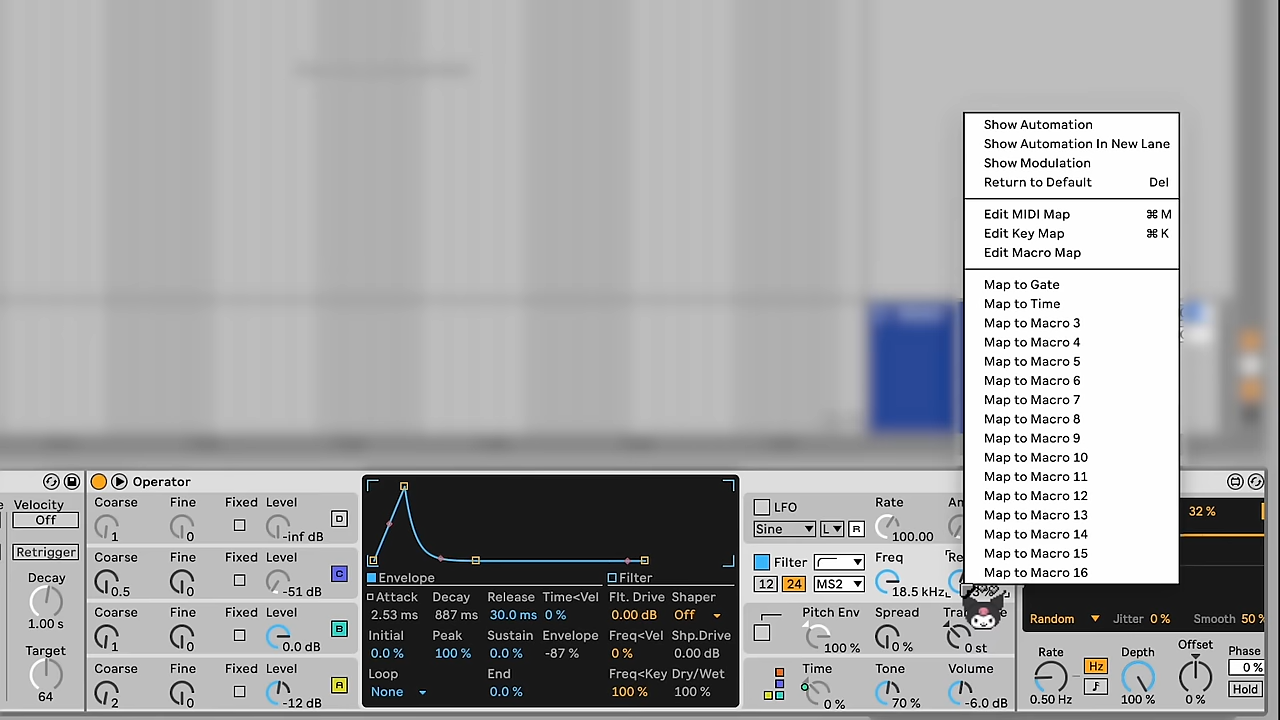 Show Automation
Show Automation In New Lane
Show Modulation
Return to Default Del
Edit MIDI Map ⌘ M
Edit Key Map ⌘ K
Edit Macro Map
Map to Gate
Map to Time
Map to Macro 3
Map to Macro 4
Map to Macro 5
Map to Macro 6
Map to Macro 7
Map to Macro 8
Map to Macro 9
Map to Macro 10
Map to Macro 11
Map to Macro 12
Map to Macro 13
Map to Macro 14
Map to Macro 15
Map to Macro 16
Velocity
Off
Retrigger
Decay
1.00 s
Target
64
Operator
Coarse Fine Fixed Level
1 0 -inf dB D
Coarse Fine Fixed Level
0.5 0 -51 dB C
Coarse Fine Fixed Level
1 0 0.0 dB B
Coarse Fine Fixed Level
2 0 -12 dB A
Envelope Filter
Attack Decay Release Time<Vel Flt. Drive Shaper
2.53 ms 887 ms 30.0 ms 0 % 0.00 dB Off
Initial Peak Sustain Envelope Freq<Vel Shp.Drive
0.0 % 100 % 0.0 % -87 % 0 % 0.00 dB
Loop End Freq<Key Dry/Wet
None 0.0 % 100 % 100 %
LFO Rate
Sine L R 100.00
Filter Freq
12 24 MS2 18.5 kHz
Pitch Env Spread
100 % 0 % 0 st
Time Tone Volume
0 % 70 % -6.0 dB
32 %
Random Jitter 0 % Smooth 50 %
Rate Hz Depth Offset Phase
0.50 Hz 100 % 0 % 0 %
Hold